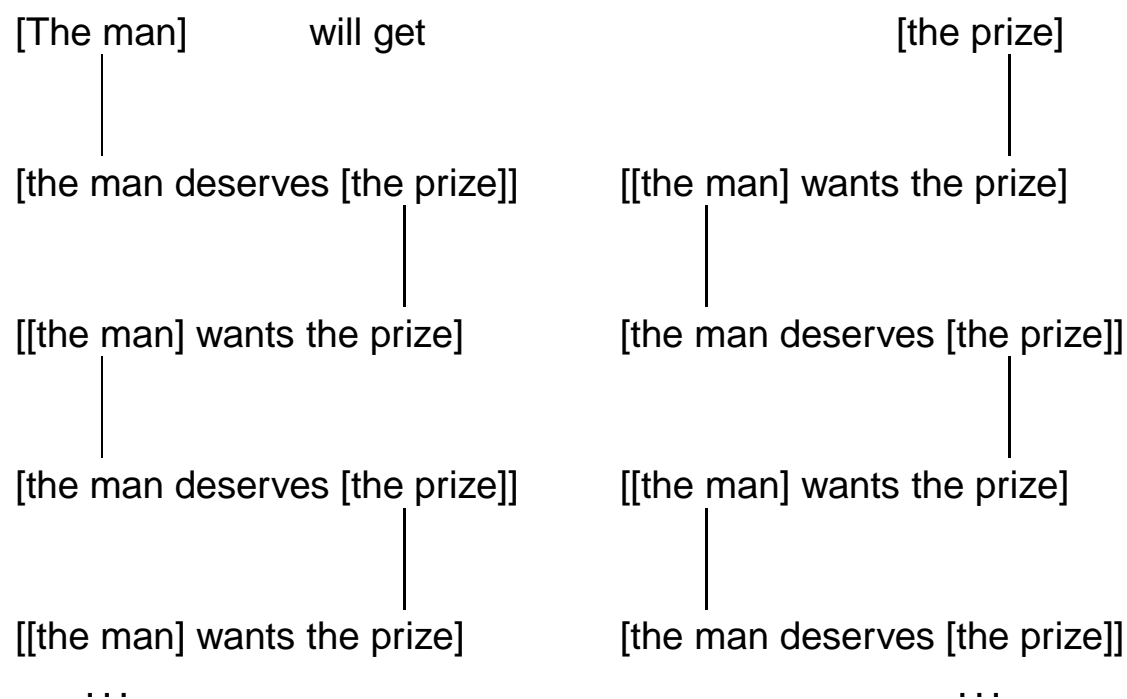 [The man] will get [the prize]
[the man deserves [the prize]] [[the man] wants the prize]
[[the man] wants the prize] [the man deserves [the prize]]
[the man deserves [the prize]] [[the man] wants the prize]
[[the man] wants the prize] [the man deserves [the prize]]
... ...